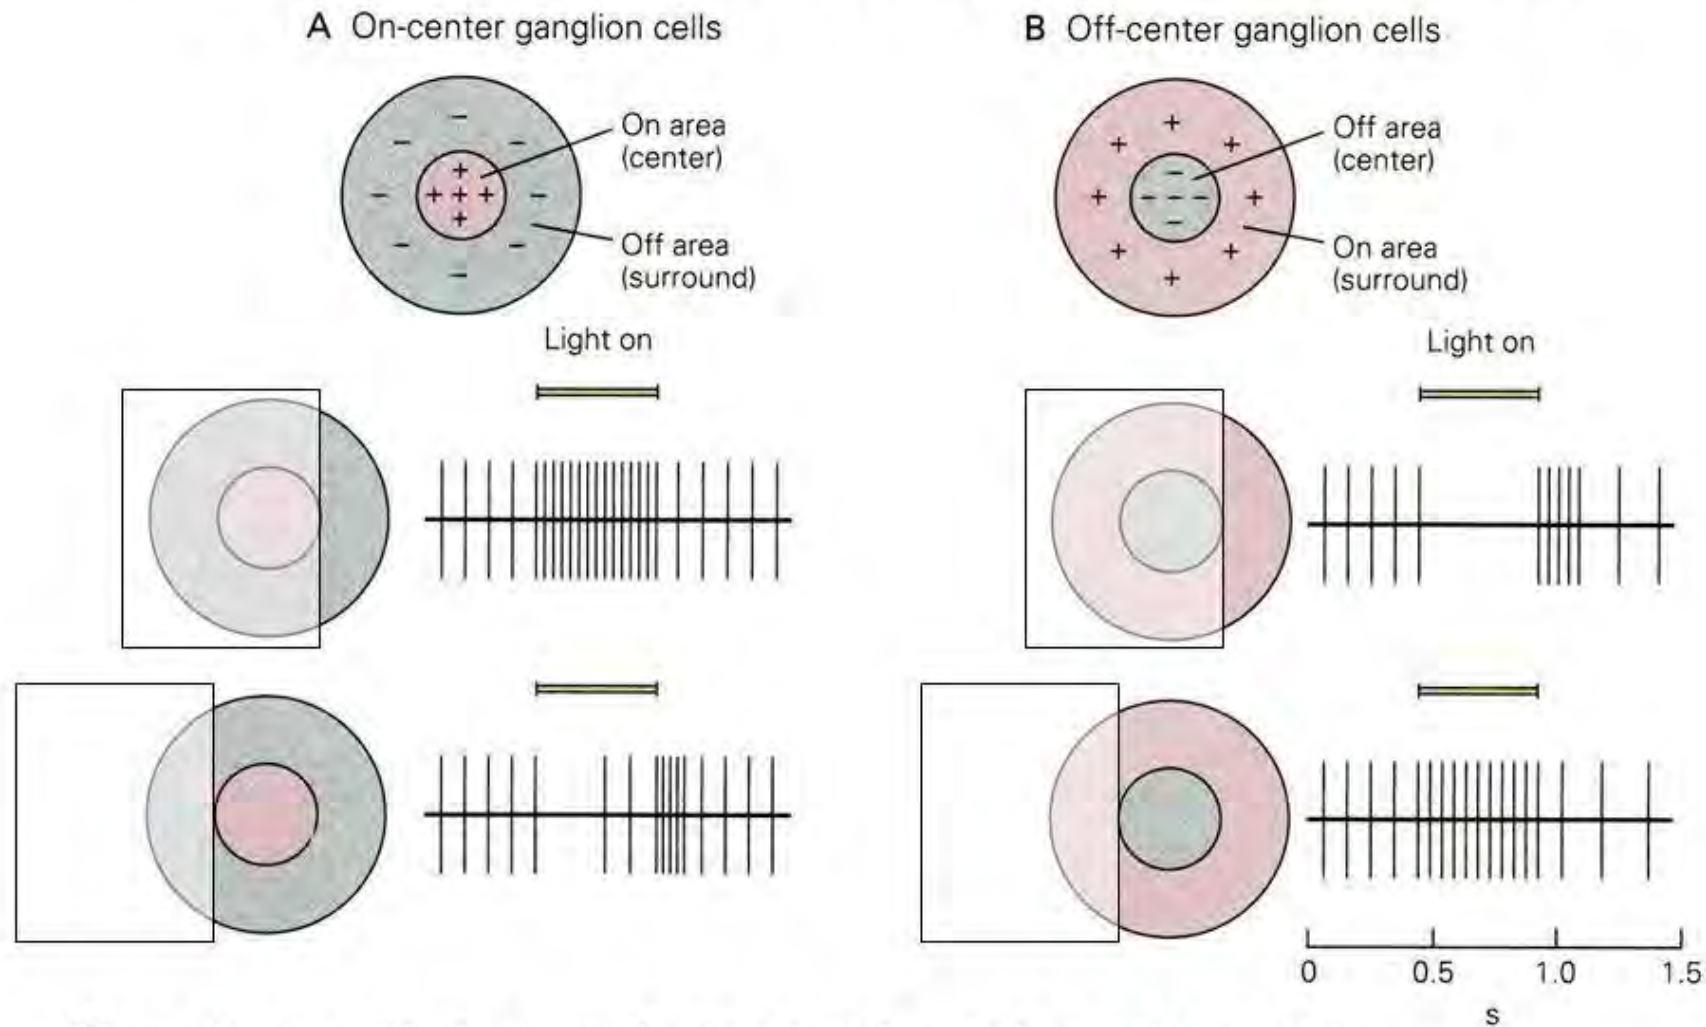 A On-center ganglion cells
On area
(center)
Off area
(surround)
Light on
B Off-center ganglion cells
Off area
(center)
On area
(surround)
Light on
0 0.5 1.0 1.5
s